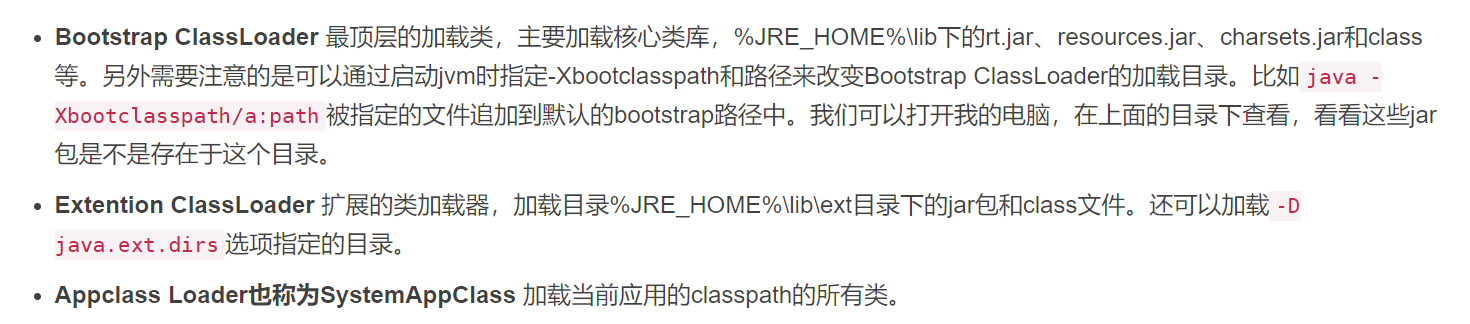 • Bootstrap ClassLoader 最顶层的加载类，主要加载核心类库，%JRE_HOME%\lib下的rt.jar、resources.jar、charsets.jar和class
等。另外需要注意的是可以通过启动jvm时指定-Xbootclasspath和路径来改变Bootstrap ClassLoader的加载目录。比如 java -
Xbootclasspath/a:path 被指定的文件追加到默认的bootstrap路径中。我们可以打开我的电脑，在上面的目录下查看，看看这些jar
包是不是存在于这个目录。
• Extention ClassLoader 扩展的类加载器，加载目录%JRE_HOME%\lib\ext目录下的jar包和class文件。还可以加载 -D
java.ext.dirs 选项指定的目录。
• Appclass Loader也称为SystemAppClass 加载当前应用的classpath的所有类。